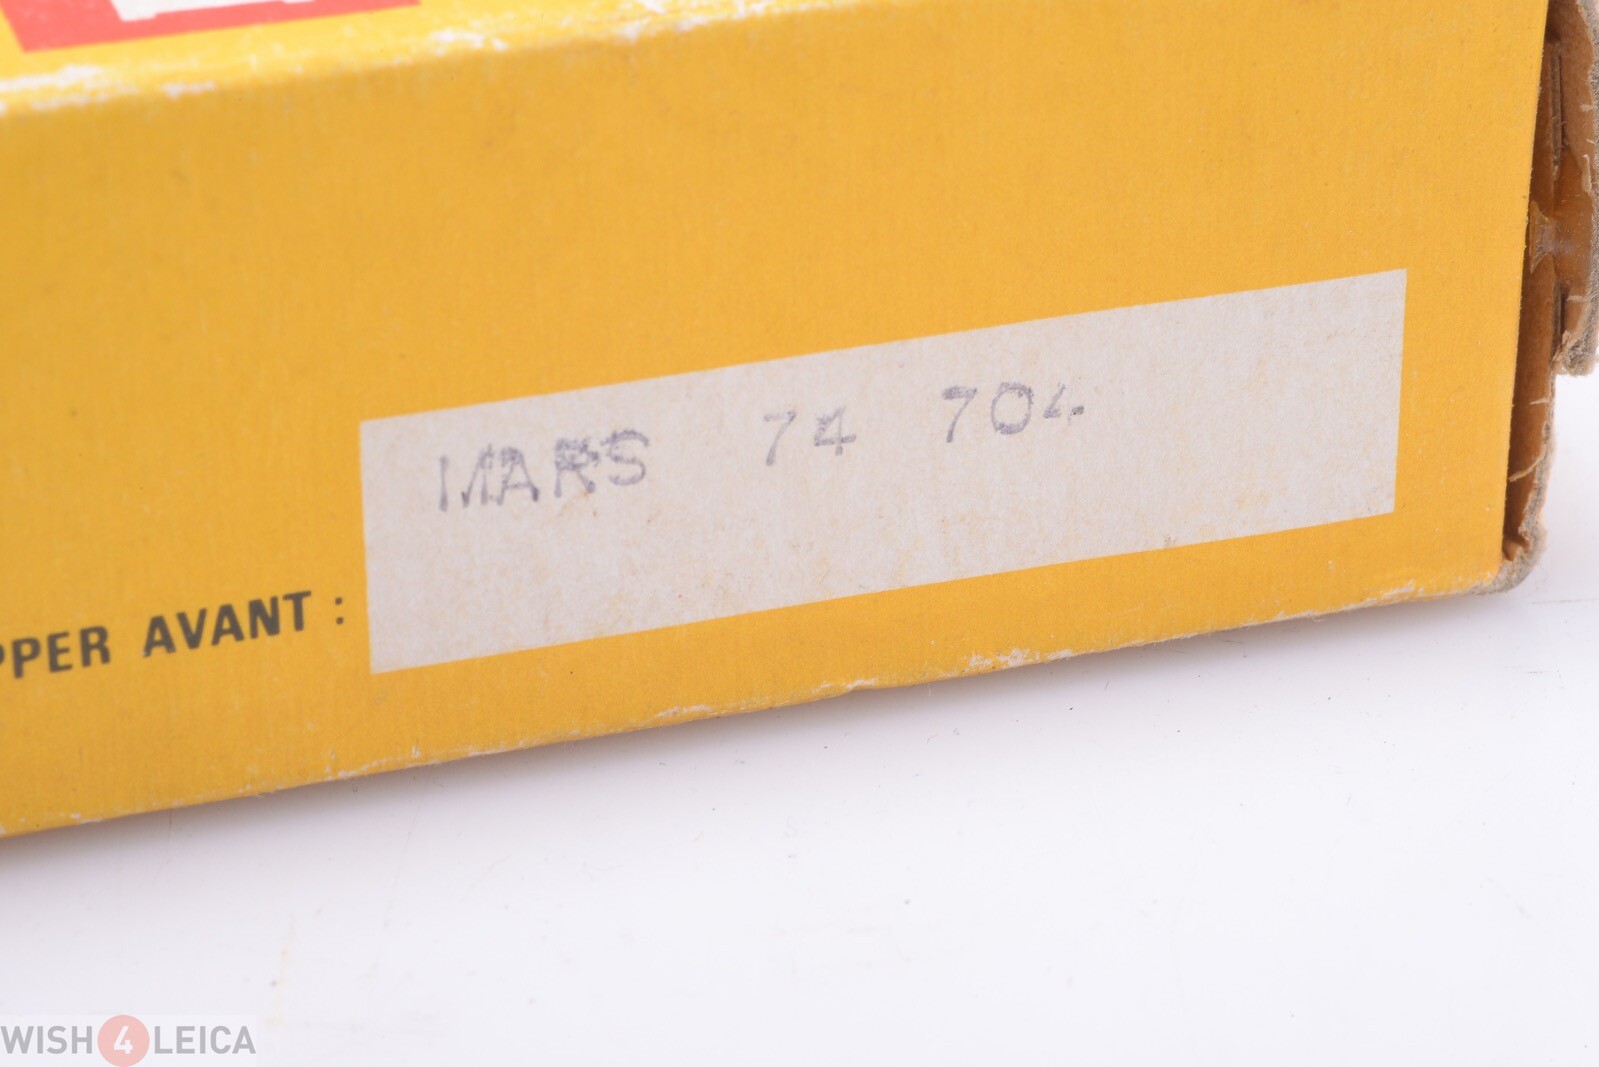 MARS 74 704
PPER AVANT :
WISH4LEICA